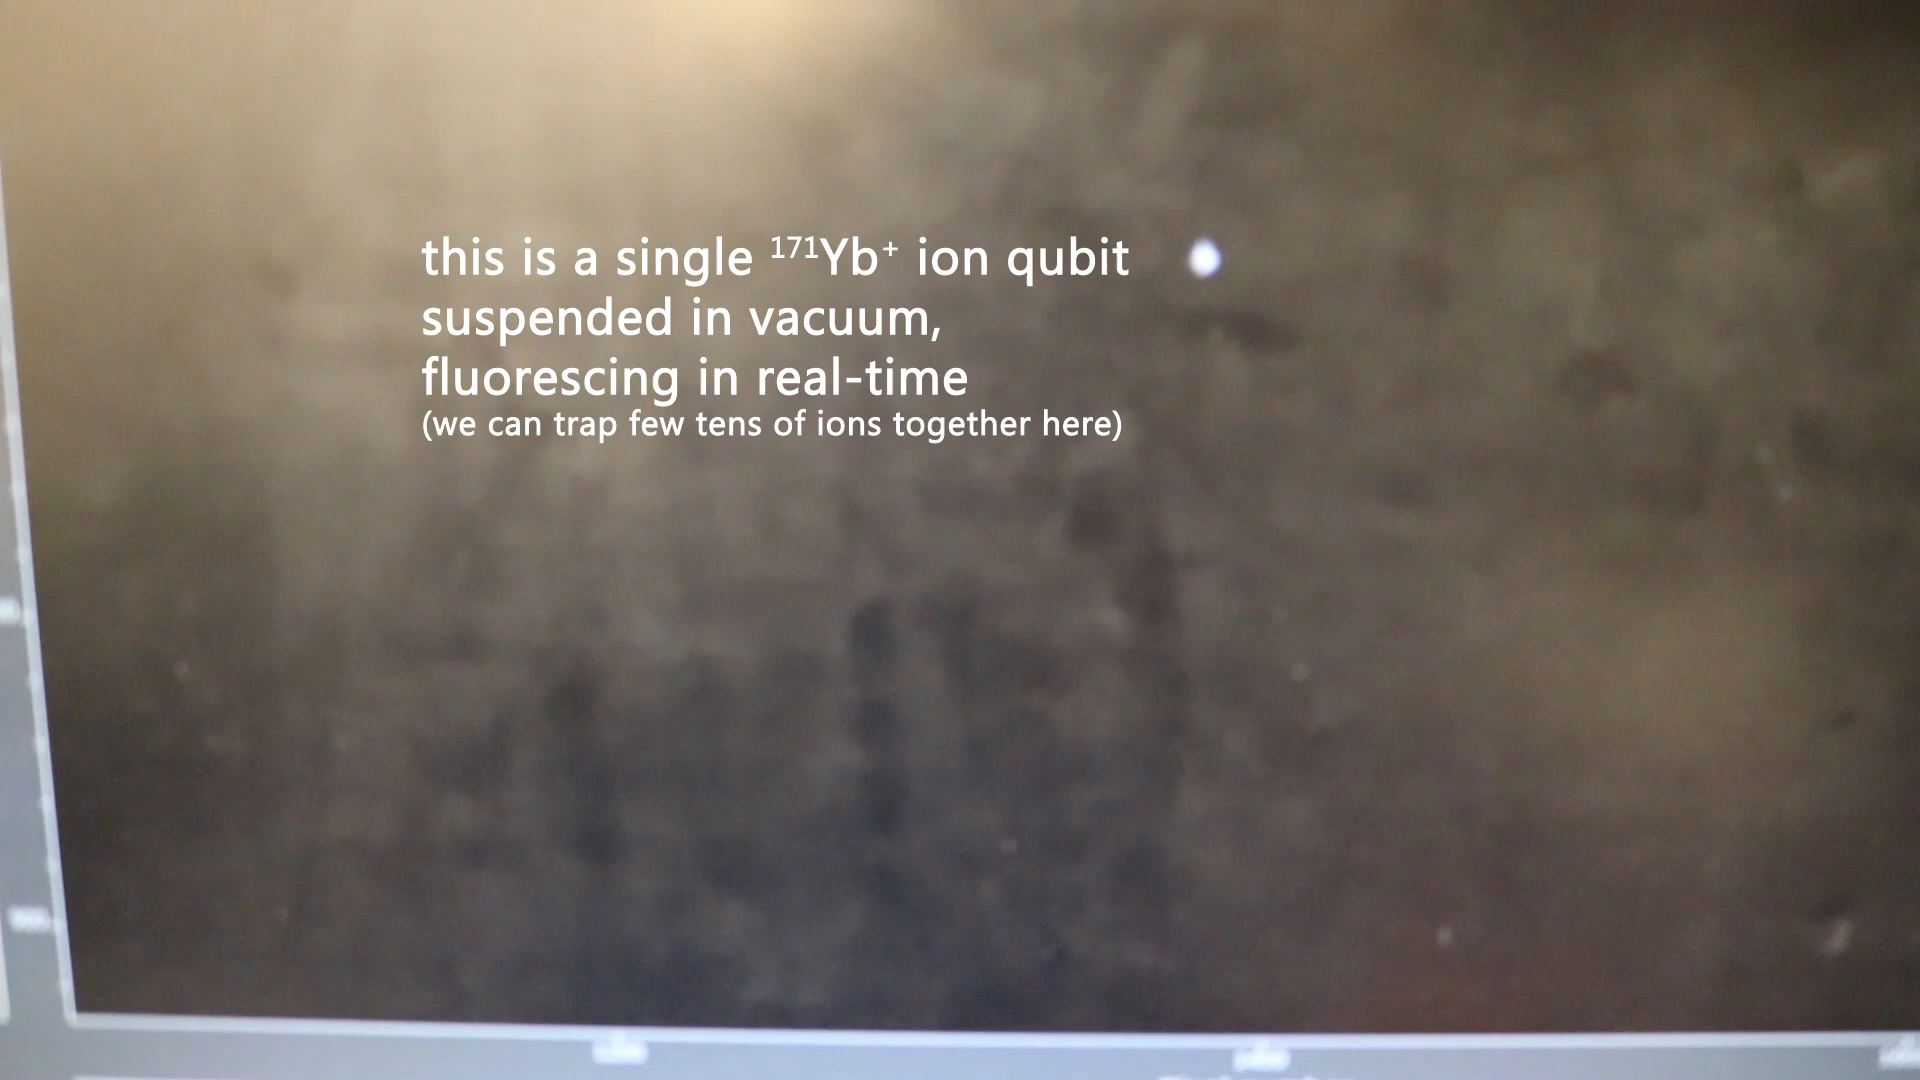 this is a single ¹⁷¹Yb⁺ ion qubit
suspended in vacuum,
fluorescing in real-time
(we can trap few tens of ions together here)